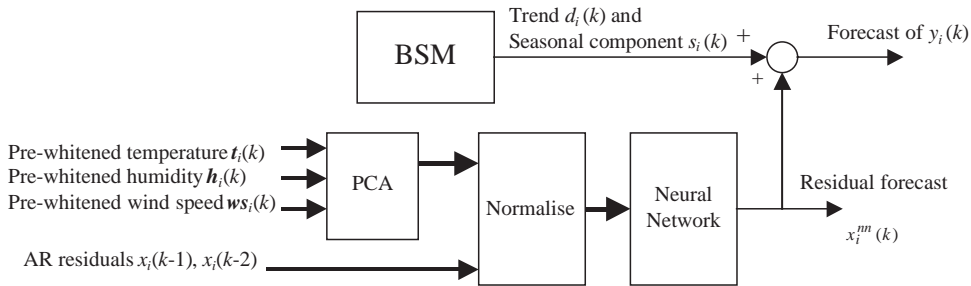 Trend d_i(k) and
Seasonal component s_i(k)
+
Forecast of y_i(k)
BSM
+
Pre-whitened temperature t_i(k)
Pre-whitened humidity h_i(k)
Pre-whitened wind speed ws_i(k)
PCA
Normalise
Neural
Network
Residual forecast
x_i^{nn}(k)
AR residuals x_i(k-1), x_i(k-2)